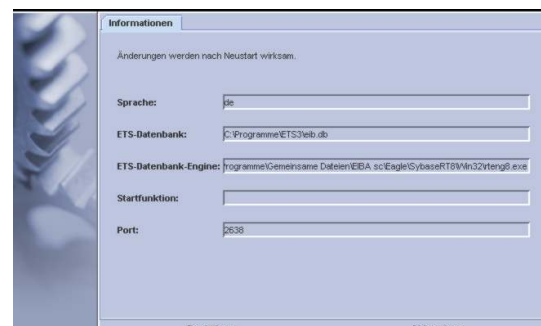 Informationen
Änderungen werden nach Neustart wirksam.
Sprache: de
ETS-Datenbank: C:\Programme\ETS3\eib.db
ETS-Datenbank-Engine: rogramme\Gemeinsame Dateien\EIBA sc\Eagle\SybaseRT8\Win32\rteng8.exe
Startfunktion:
Port: 2638